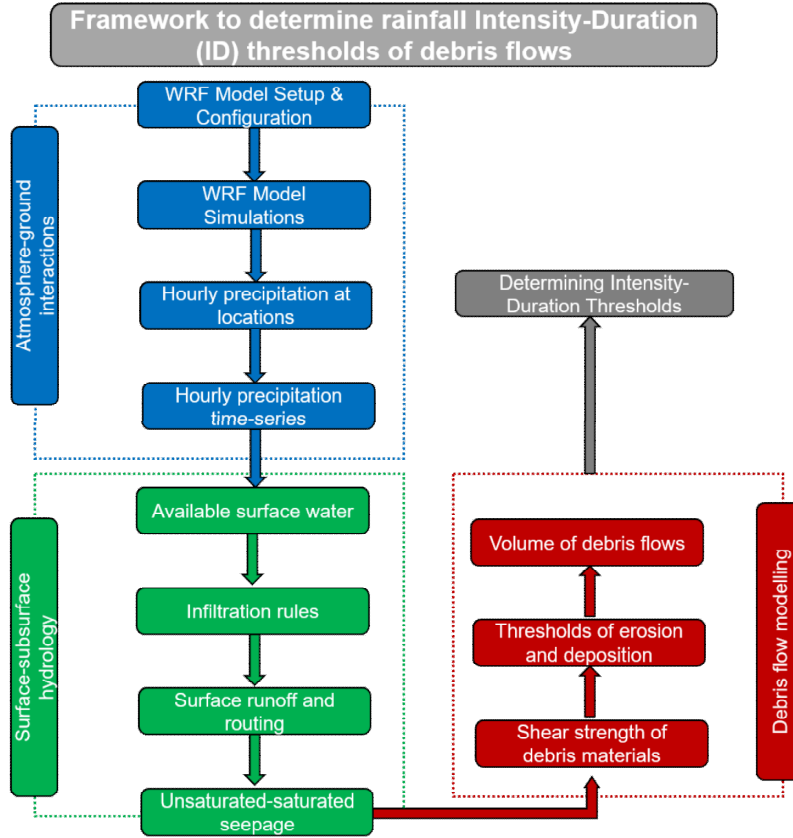 Framework to determine rainfall Intensity-Duration
(ID) thresholds of debris flows
Atmosphere-ground
interactions
WRF Model Setup &
Configuration
WRF Model
Simulations
Hourly precipitation at
locations
Hourly precipitation
time-series
Surface-subsurface
hydrology
Available surface water
Infiltration rules
Surface runoff and
routing
Unsaturated-saturated
seepage
Debris flow modelling
Shear strength of
debris materials
Thresholds of erosion
and deposition
Volume of debris flows
Determining Intensity-
Duration Thresholds